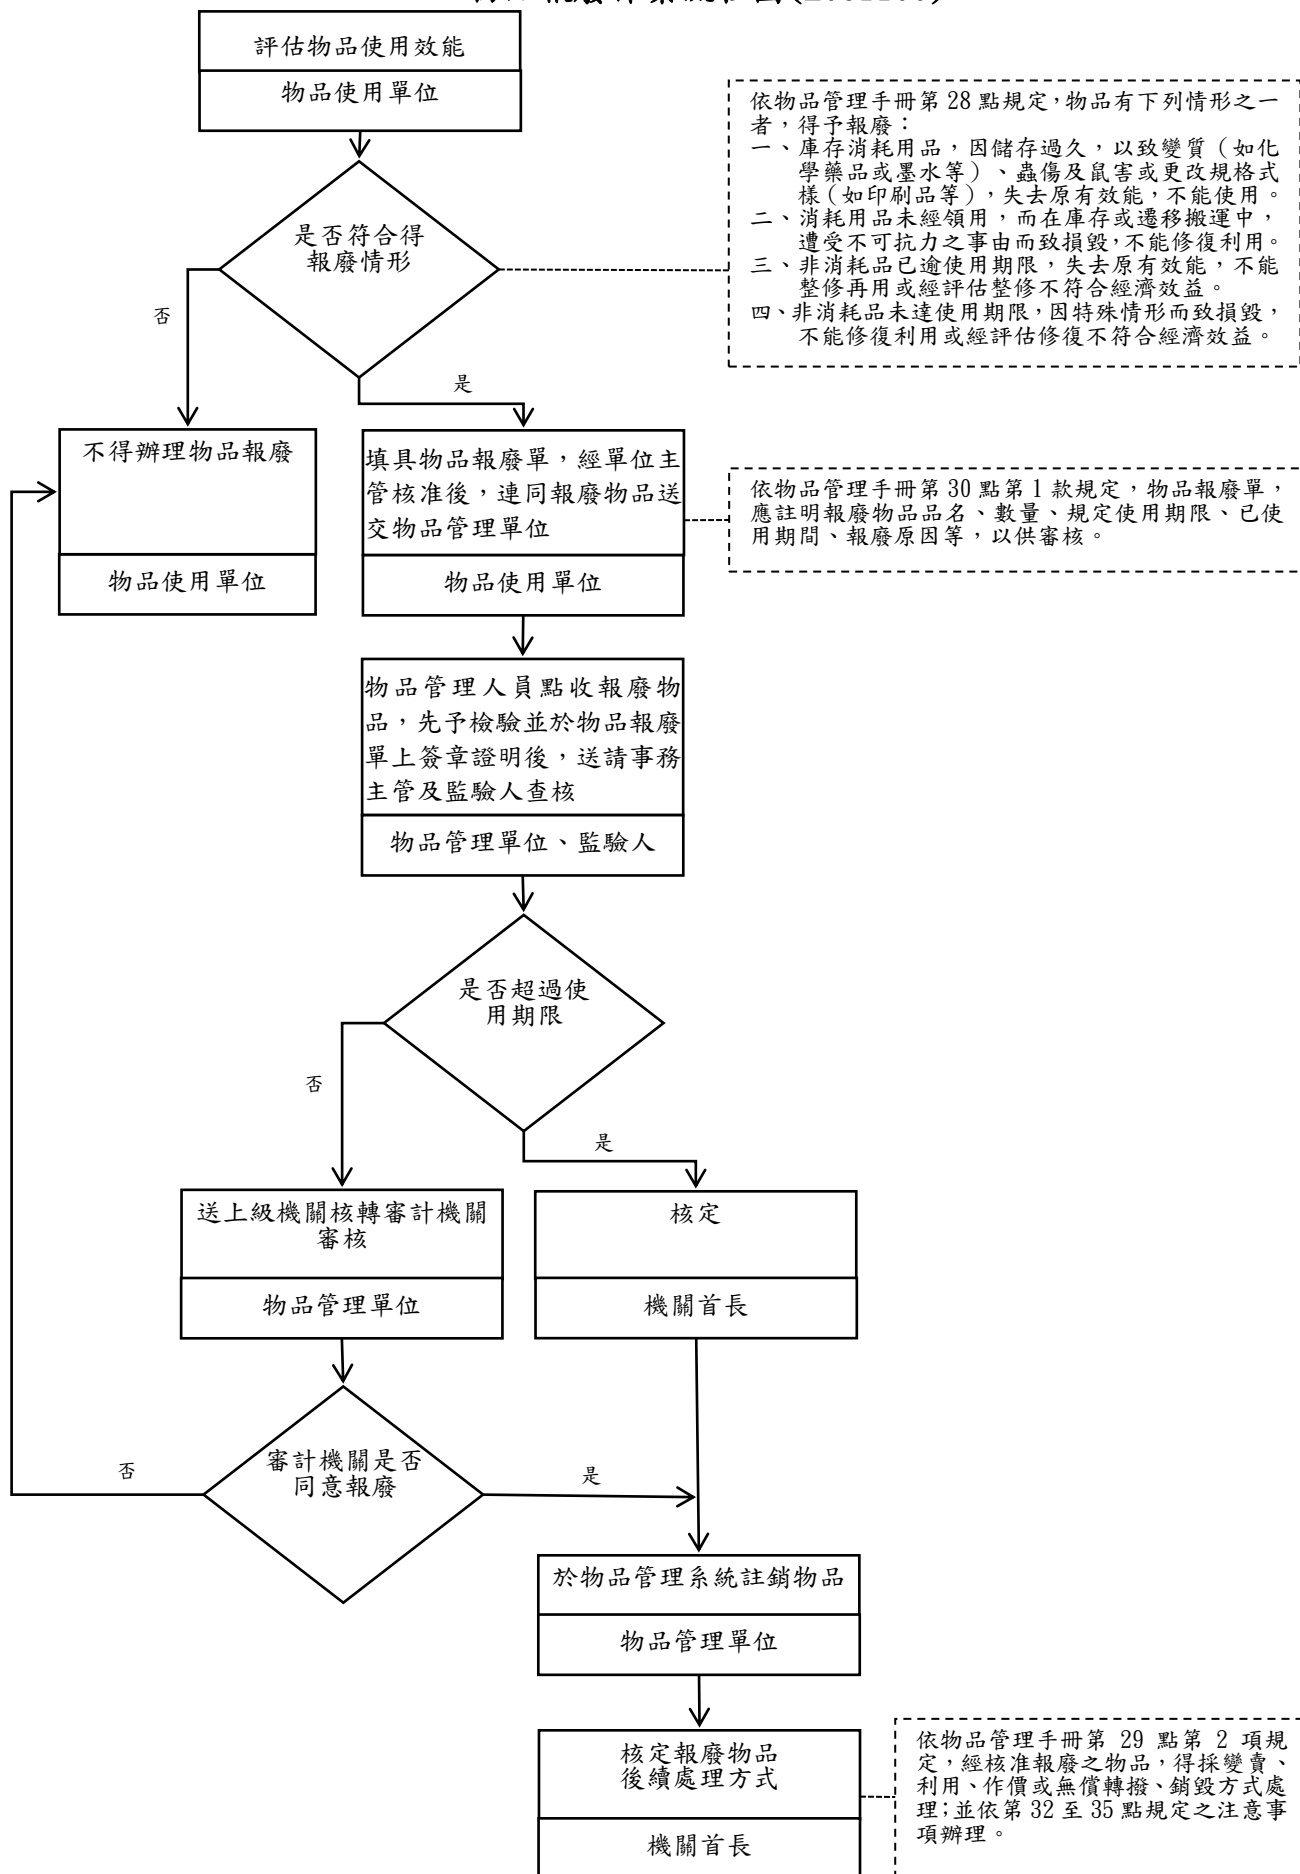 評估物品使用效能
物品使用單位
依物品管理手冊第 28 點規定，物品有下列情形之一
者，得予報廢：
一、庫存消耗用品，因儲存過久，以致變質（如化
學藥品或墨水等）、蟲傷及鼠害或更改規格式
樣（如印刷品等），失去原有效能，不能使用。
二、消耗用品未經領用，而在庫存或遷移搬運中，
遭受不可抗力之事由而致損毀，不能修復利用。
三、非消耗品已逾使用期限，失去原有效能，不能
整修再用或經評估整修不符合經濟效益。
四、非消耗品未達使用期限，因特殊情形而致損毀，
不能修復利用或經評估修復不符合經濟效益。
是否符合得
報廢情形
否
是
不得辦理物品報廢
物品使用單位
填具物品報廢單，經單位主
管核准後，連同報廢物品送
交物品管理單位
物品使用單位
依物品管理手冊第 30 點第 1 款規定，物品報廢單，
應註明報廢物品品名、數量、規定使用期限、已使
用期間、報廢原因等，以供審核。
物品管理人員點收報廢物
品，先予檢驗並於物品報廢
單上簽章證明後，送請事務
主管及監驗人查核
物品管理單位、監驗人
是否超過使
用期限
否
是
送上級機關核轉審計機關
審核
物品管理單位
核定
機關首長
審計機關是否
同意報廢
否
是
於物品管理系統註銷物品
物品管理單位
核定報廢物品
後續處理方式
機關首長
依物品管理手冊第 29 點第 2 項規
定，經核准報廢之物品，得採變賣、
利用、作價或無償轉撥、銷毀方式處
理；並依第 32 至 35 點規定之注意事
項辦理。